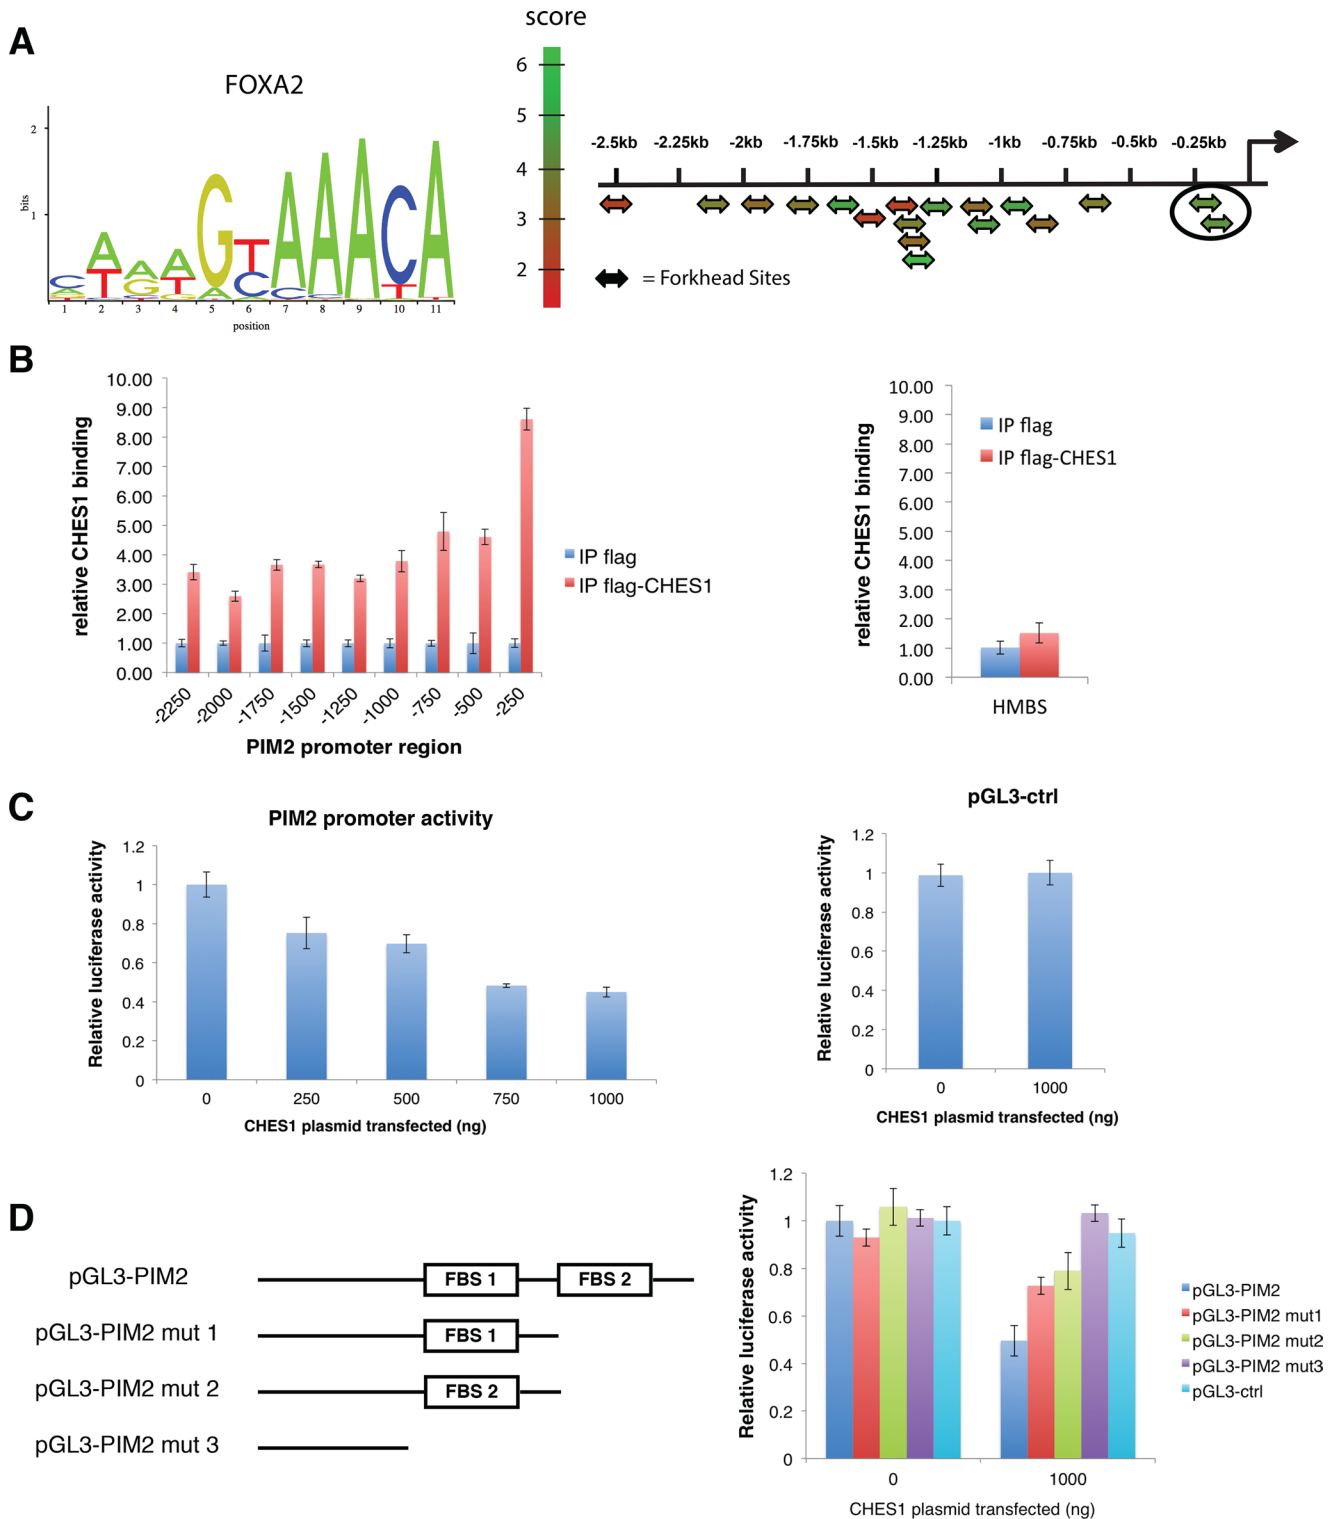 A
FOXA2
bits
2
1
C A G T A C
1 2 3 4 5 6 7 8 9 10 11
position
score
6
5
4
3
2
-2.5kb -2.25kb -2kb -1.75kb -1.5kb -1.25kb -1kb -0.75kb -0.5kb -0.25kb
= Forkhead Sites
B
relative CHES1 binding
10.00
9.00
8.00
7.00
6.00
5.00
4.00
3.00
2.00
1.00
0.00
-2250 -2000 -1750 -1500 -1250 -1000 -750 -500 -250
PIM2 promoter region
IP flag
IP flag-CHES1
relative CHES1 binding
10.00
9.00
8.00
7.00
6.00
5.00
4.00
3.00
2.00
1.00
0.00
HMBS
IP flag
IP flag-CHES1
C
PIM2 promoter activity
Relative luciferase activity
1.2
1
0.8
0.6
0.4
0.2
0
0 250 500 750 1000
CHES1 plasmid transfected (ng)
pGL3-ctrl
Relative luciferase activity
1.2
1
0.8
0.6
0.4
0.2
0
0 1000
CHES1 plasmid transfected (ng)
D
pGL3-PIM2 FBS 1 FBS 2
pGL3-PIM2 mut 1 FBS 1
pGL3-PIM2 mut 2 FBS 2
pGL3-PIM2 mut 3
Relative luciferase activity
1.2
1
0.8
0.6
0.4
0.2
0
0 1000
CHES1 plasmid transfected (ng)
pGL3-PIM2
pGL3-PIM2 mut1
pGL3-PIM2 mut2
pGL3-PIM2 mut3
pGL3-ctrl